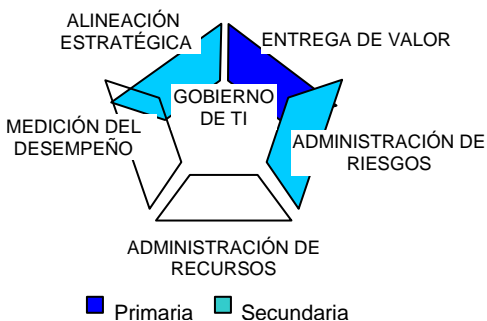 ALINEACIÓN
ESTRATÉGICA
ENTREGA DE VALOR
GOBIERNO
DE TI
MEDICIÓN DEL
DESEMPEÑO
ADMINISTRACIÓN DE
RIESGOS
ADMINISTRACIÓN DE
RECURSOS
Primaria Secundaria